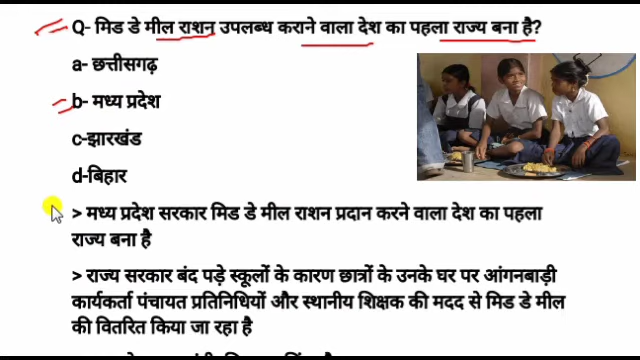 Q- मिड डे मील राशन उपलब्ध कराने वाला देश का पहला राज्य बना है?
a- छत्तीसगढ़
b- मध्य प्रदेश
c-झारखंड
d-बिहार
> मध्य प्रदेश सरकार मिड डे मील राशन प्रदान करने वाला देश का पहला
राज्य बना है
> राज्य सरकार बंद पड़े स्कूलों के कारण छात्रों के उनके घर पर आंगनबाड़ी
कार्यकर्ता पंचायत प्रतिनिधियों और स्थानीय शिक्षक की मदद से मिड डे मील
की वितरित किया जा रहा है